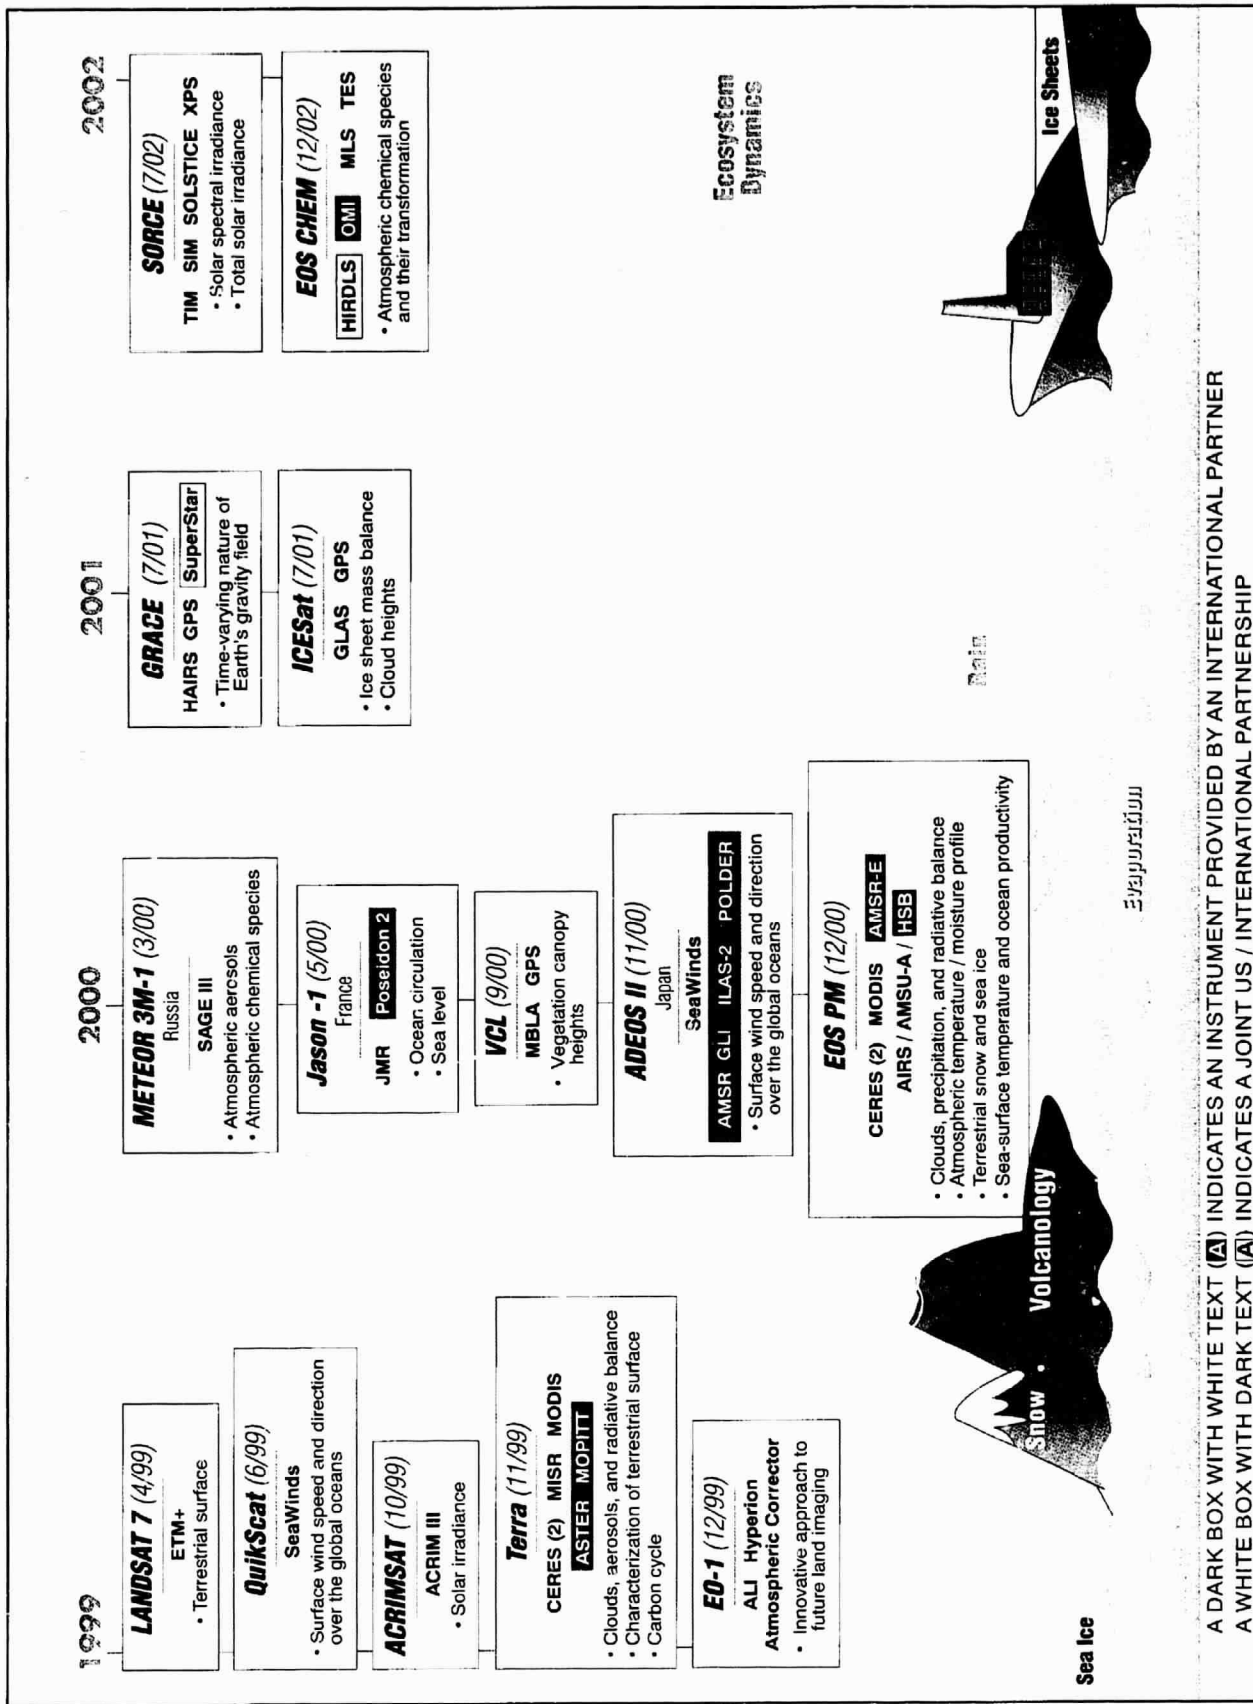 1999
LANDSAT 7 (4/99)
ETM+
• Terrestrial surface
QuikScat (6/99)
SeaWinds
• Surface wind speed and direction
over the global oceans
ACRIMSAT (10/99)
ACRIM III
• Solar irradiance
Terra (11/99)
CERES (2) MISR MODIS
ASTER MOPITT
• Clouds, aerosols, and radiative balance
• Characterization of terrestrial surface
• Carbon cycle
EO-1 (12/99)
ALI Hyperion
Atmospheric Corrector
• Innovative approach to
future land imaging
2000
METEOR 3M-1 (3/00)
Russia
SAGE III
• Atmospheric aerosols
• Atmospheric chemical species
Jason -1 (5/00)
France
JMR Poseidon 2
• Ocean circulation
• Sea level
VCL (9/00)
MBLA GPS
• Vegetation canopy
heights
ADEOS II (11/00)
Japan
SeaWinds
AMSR GLI ILAS-2 POLDER
• Surface wind speed and direction
over the global oceans
EOS PM (12/00)
CERES (2) MODIS AMSR-E
AIRS / AMSU-A / HSB
• Clouds, precipitation, and radiative balance
• Atmospheric temperature / moisture profile
• Terrestrial snow and sea ice
• Sea-surface temperature and ocean productivity
2001
GRACE (7/01)
HAIRS GPS SuperStar
• Time-varying nature of
Earth's gravity field
ICESat (7/01)
GLAS GPS
• Ice sheet mass balance
• Cloud heights
2002
SORCE (7/02)
TIM SIM SOLSTICE XPS
• Solar spectral irradiance
• Total solar irradiance
EOS CHEM (12/02)
HIRDLS OMI MLS TES
• Atmospheric chemical species
and their transformation
Ecosystem
Dynamics
Rain
Ice Sheets
Snow
Volcanology
Sea Ice
Evaporation
A DARK BOX WITH WHITE TEXT (A) INDICATES AN INSTRUMENT PROVIDED BY AN INTERNATIONAL PARTNER
A WHITE BOX WITH DARK TEXT (A) INDICATES A JOINT US / INTERNATIONAL PARTNERSHIP